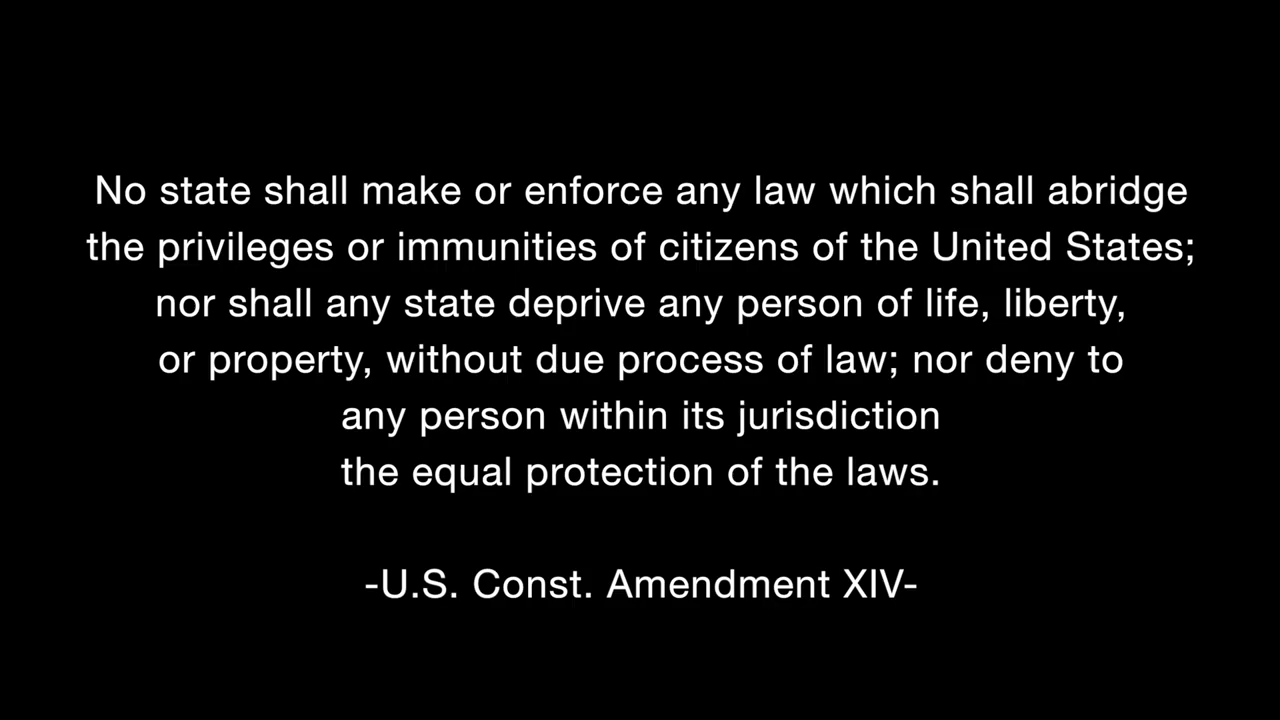 No state shall make or enforce any law which shall abridge
the privileges or immunities of citizens of the United States;
nor shall any state deprive any person of life, liberty,
or property, without due process of law; nor deny to
any person within its jurisdiction
the equal protection of the laws.
-U.S. Const. Amendment XIV-